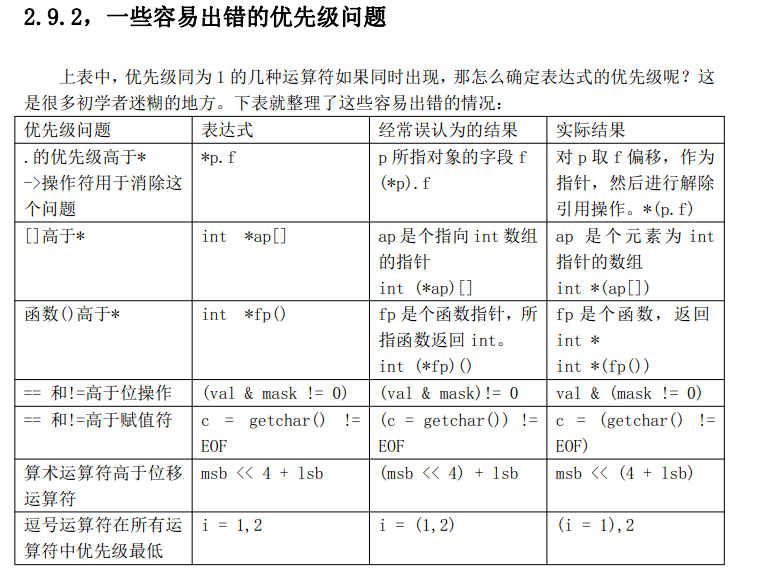 2.9.2，一些容易出错的优先级问题
上表中，优先级同为 1 的几种运算符如果同时出现，那怎么确定表达式的优先级呢？这
是很多初学者迷糊的地方。下表就整理了这些容易出错的情况：
优先级问题 表达式 经常误认为的结果 实际结果
.的优先级高于* *p.f p 所指对象的字段 f 对 p 取 f 偏移，作为
->操作符用于消除这 (*p).f 指针，然后进行解除
个问题 引用操作。*(p.f)
[]高于* int *ap[] ap 是个指向 int 数组 ap 是个元素为 int
的指针 指针的数组
int (*ap)[] int *(ap[])
函数()高于* int *fp() fp 是个函数指针，所 fp 是个函数，返回
指函数返回 int。 int *
int (*fp)() int *(fp())
== 和!=高于位操作 (val & mask != 0) (val & mask)!= 0 val & (mask != 0)
== 和!=高于赋值符 c = getchar() != (c = getchar()) != c = (getchar() !=
EOF EOF EOF)
算术运算符高于位移 msb << 4 + lsb (msb << 4) + lsb msb << (4 + lsb)
运算符
逗号运算符在所有运 i = 1,2 i = (1,2) (i = 1),2
算符中优先级最低